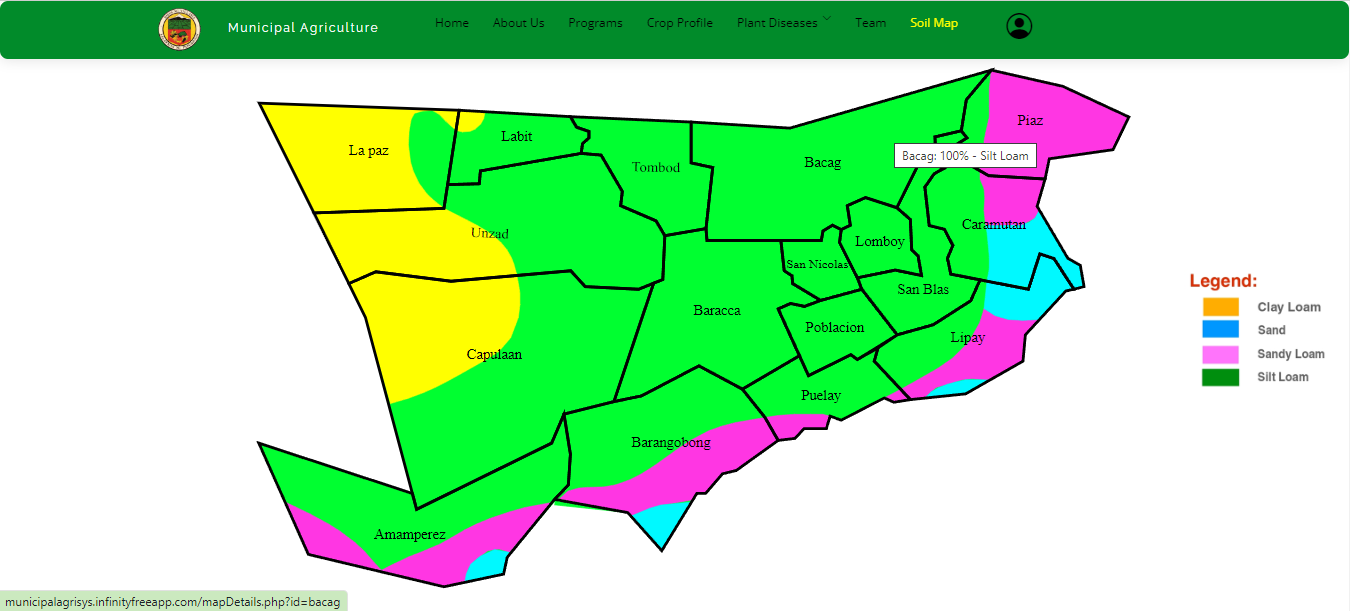 Municipal Agriculture
Home
About Us
Programs
Crop Profile
Plant Diseases
Team
Soil Map
Piaz
La paz
Labit
Tombod
Bacag
Bacag: 100% - Silt Loam
Unzad
Lomboy
Caramutan
San Nicolas
San Blas
Legend:
Clay Loam
Baracca
Poblacion
Sand
Lipay
Capulaan
Sandy Loam
Silt Loam
Puelay
Barangobong
Amamperez
municipalagrisys.infinityfreeapp.com/mapDetails.php?id=bacag